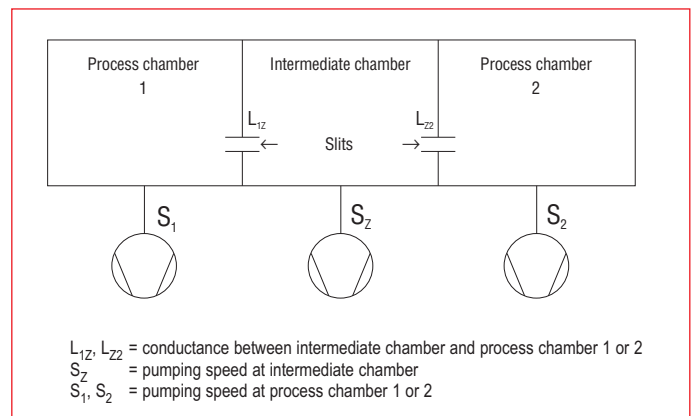 Process chamber Intermediate chamber Process chamber
1 2
L1Z LZ2
← Slits →
S1 SZ S2
L1Z, LZ2 = conductance between intermediate chamber and process chamber 1 or 2
SZ = pumping speed at intermediate chamber
S1, S2 = pumping speed at process chamber 1 or 2